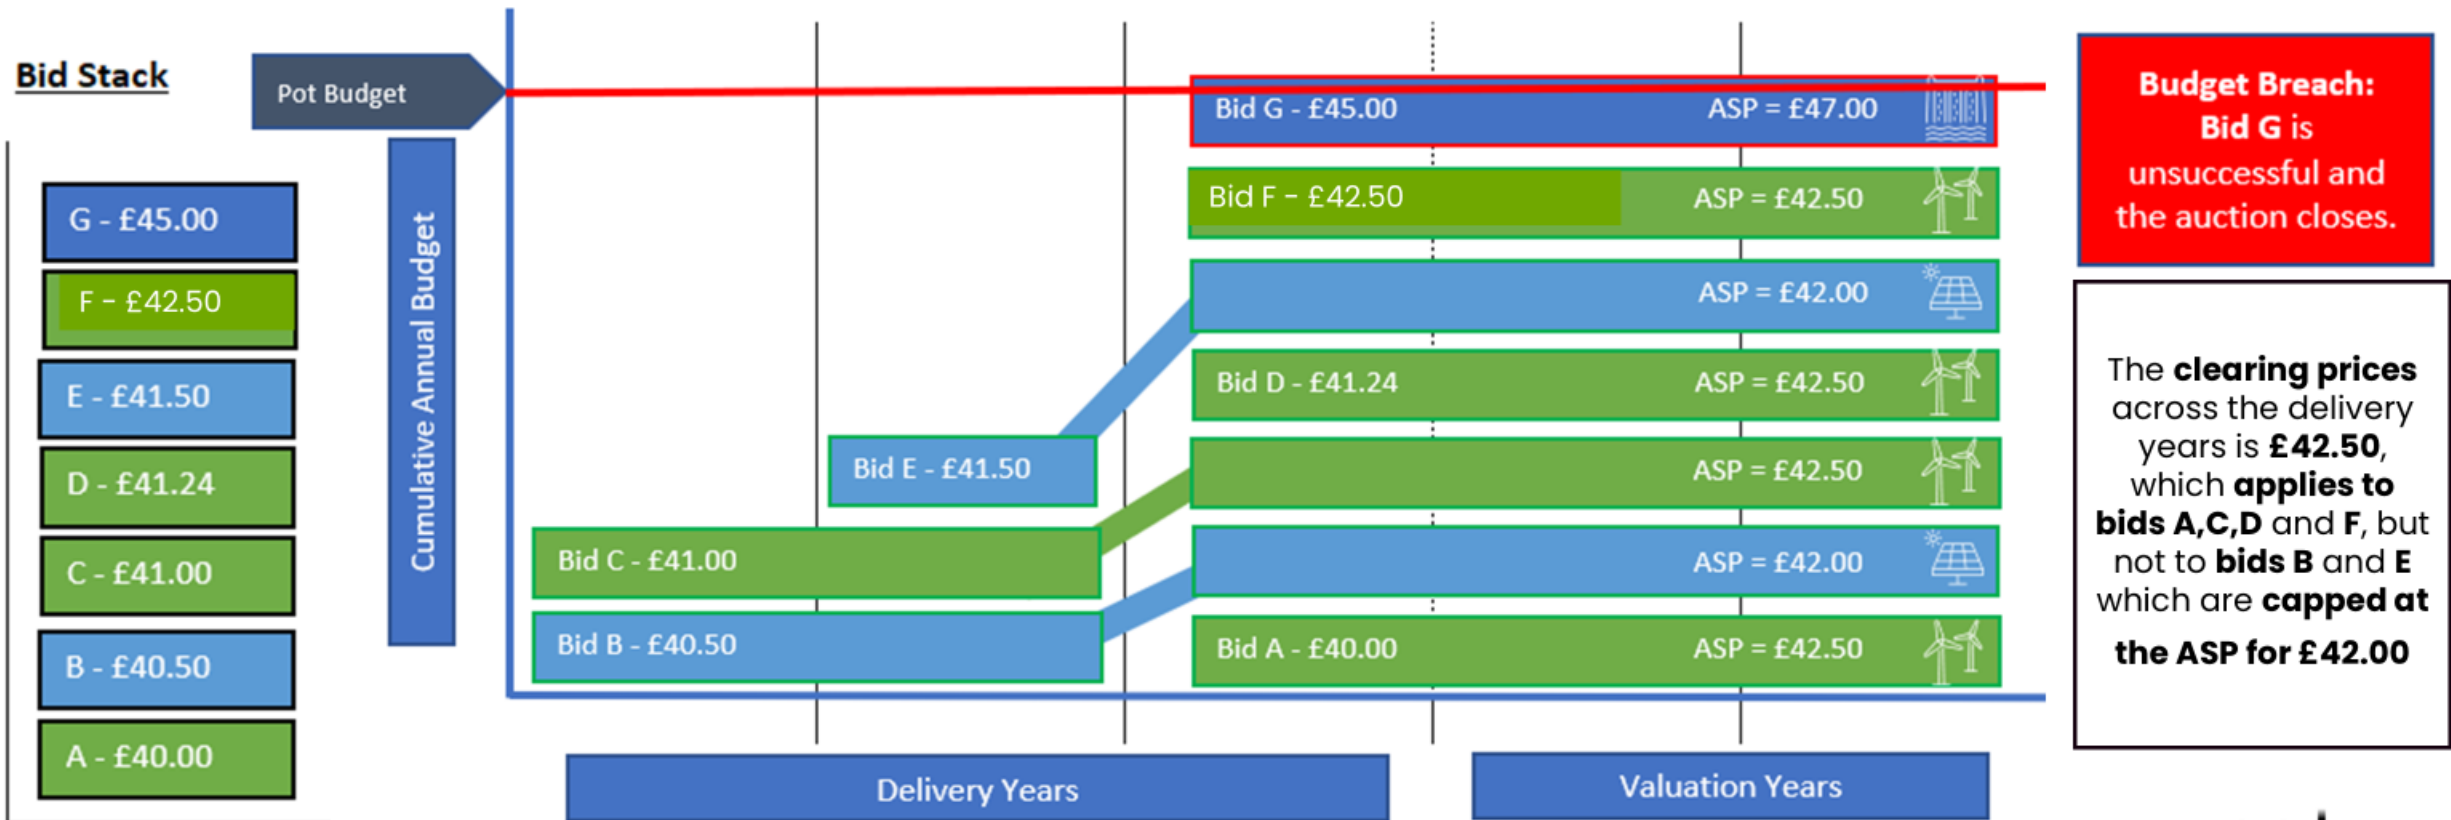 Bid Stack
Pot Budget
Cumulative Annual Budget
G - £45.00
F - £42.50
E - £41.50
D - £41.24
C - £41.00
B - £40.50
A - £40.00
Bid G - £45.00 ASP = £47.00
Bid F - £42.50 ASP = £42.50
ASP = £42.00
Bid D - £41.24 ASP = £42.50
Bid E - £41.50 ASP = £42.50
Bid C - £41.00 ASP = £42.00
Bid B - £40.50 Bid A - £40.00 ASP = £42.50
Delivery Years
Valuation Years
Budget Breach:
Bid G is
unsuccessful and
the auction closes.
The clearing prices
across the delivery
years is £42.50,
which applies to
bids A,C,D and F, but
not to bids B and E
which are capped at
the ASP for £42.00